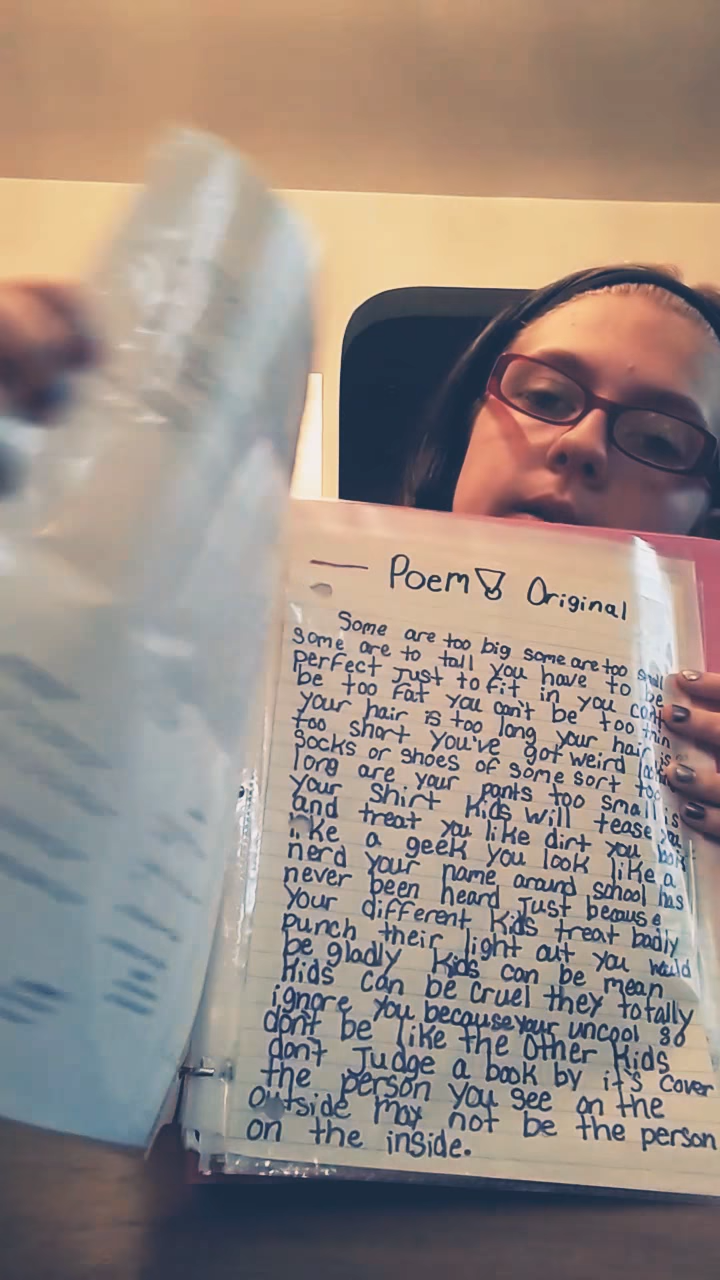 Poem Original
Some are too big some are too small
some are to tall you have to be
perfect just to fit in you can't
be too fat you can't be too thin
your hair is too long your hair is
too short you've got weird
socks or shoes of some sort too
long are your pants too small is
your shirt kids will tease you
and treat you like dirt you look
like a geek you look like a
nerd your name around school has
never been heard Just because
your different kids treat badly
punch their light out you would
be gladly kids can be mean
kids can be cruel they totally
ignore you because your uncool so
don't be like the other kids
don't Judge a book by it's cover
the person you see on the
outside may not be the person
on the inside.